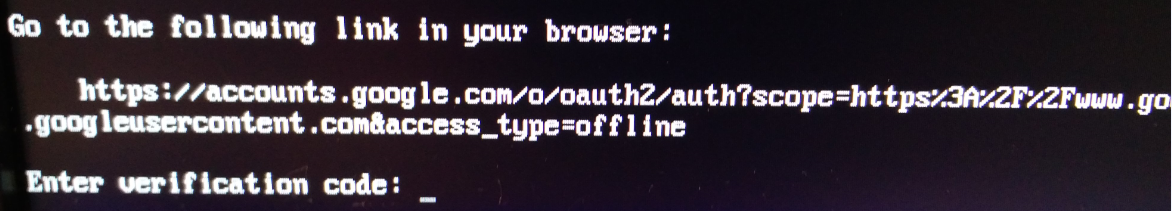 Go to the following link in your browser:
https://accounts.google.com/o/oauth2/auth?scope=https%3A%2F%2Fwww.go
.googleusercontent.com&access_type=offline
Enter verification code: _